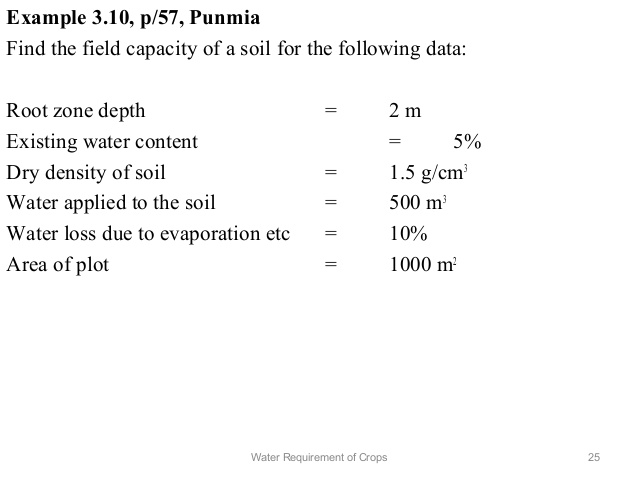 Example 3.10, p/57, Punmia
Find the field capacity of a soil for the following data:
Root zone depth = 2 m
Existing water content = 5%
Dry density of soil = 1.5 g/cm³
Water applied to the soil = 500 m³
Water loss due to evaporation etc = 10%
Area of plot = 1000 m²
Water Requirement of Crops 25